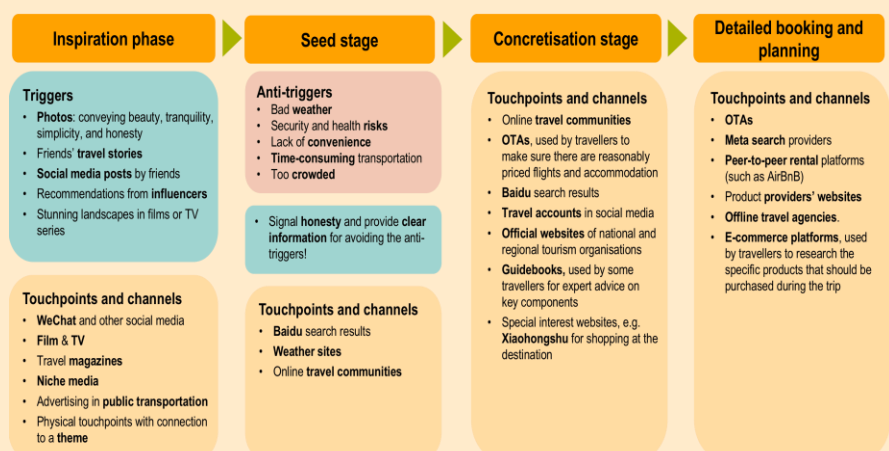 Inspiration phase
Triggers
• Photos: conveying beauty, tranquility,
simplicity, and honesty
• Friends' travel stories
• Social media posts by friends
• Recommendations from influencers
• Stunning landscapes in films or TV
series
Touchpoints and channels
• WeChat and other social media
• Film & TV
• Travel magazines
• Niche media
• Advertising in public transportation
• Physical touchpoints with connection
to a theme
Seed stage
Anti-triggers
• Bad weather
• Security and health risks
• Lack of convenience
• Time-consuming transportation
• Too crowded
• Signal honesty and provide clear
information for avoiding the anti-
triggers!
Touchpoints and channels
• Baidu search results
• Weather sites
• Online travel communities
Concretisation stage
Touchpoints and channels
• Online travel communities
• OTAs, used by travellers to
make sure there are reasonably
priced flights and accommodation
• Baidu search results
• Travel accounts in social media
• Official websites of national and
regional tourism organisations
• Guidebooks, used by some
travellers for expert advice on
key components
• Special interest websites, e.g.
Xiaohongshu for shopping at the
destination
Detailed booking and
planning
Touchpoints and channels
• OTAs
• Meta search providers
• Peer-to-peer rental platforms
(such as AirBnB)
• Product providers' websites
• Offline travel agencies.
• E-commerce platforms, used
by travellers to research the
specific products that should be
purchased during the trip